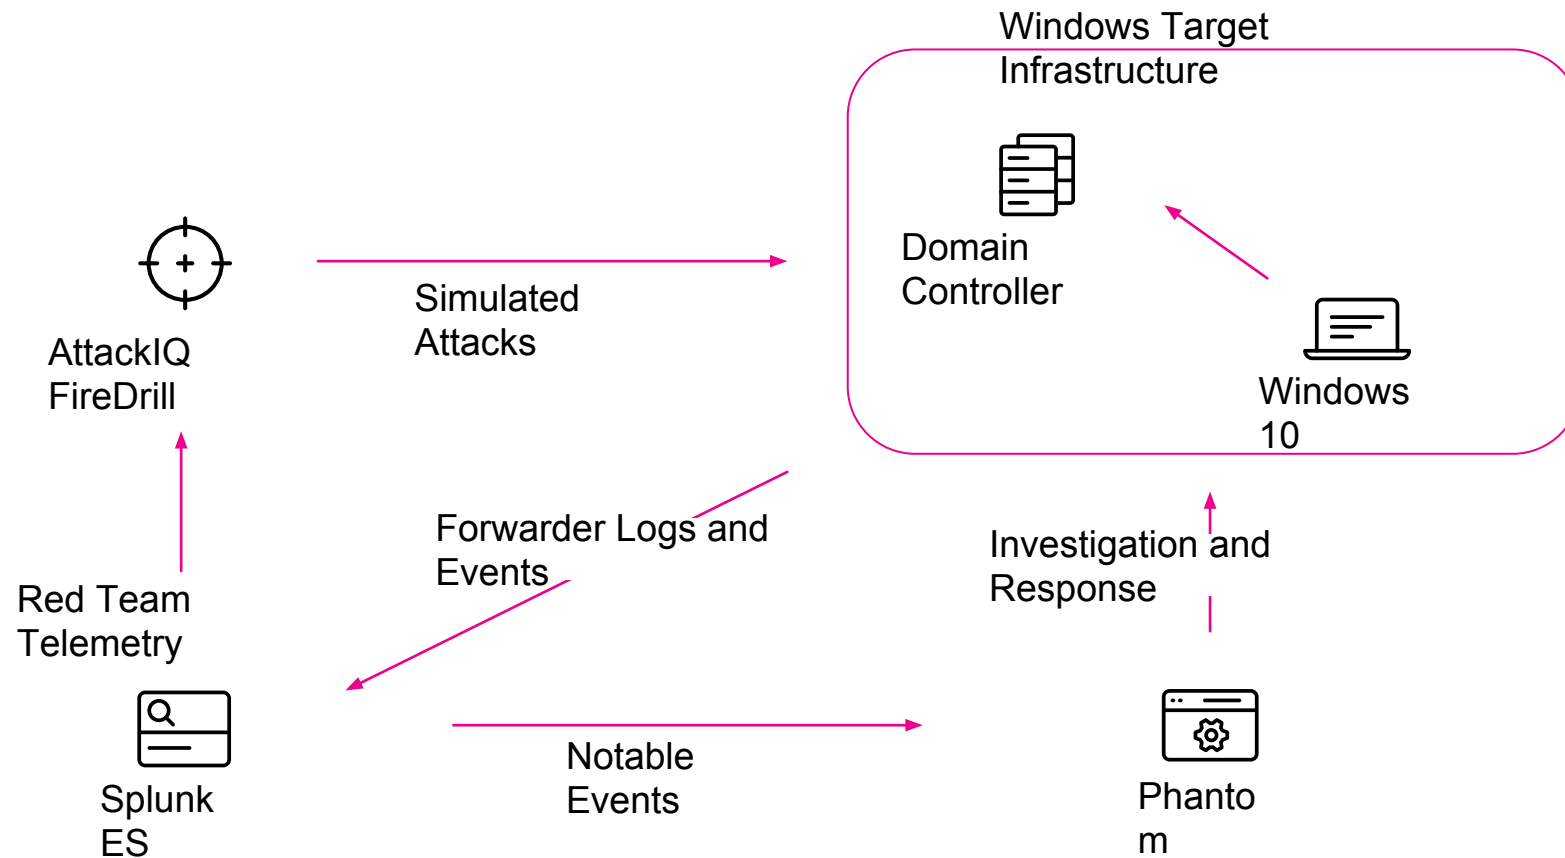 Windows Target
Infrastructure
Domain
Controller
Simulated
Attacks
AttackIQ
FireDrill
Windows
10
Forwarder Logs and
Events
Investigation and
Response
Red Team
Telemetry
Notable
Events
Splunk
ES
Phanto
m